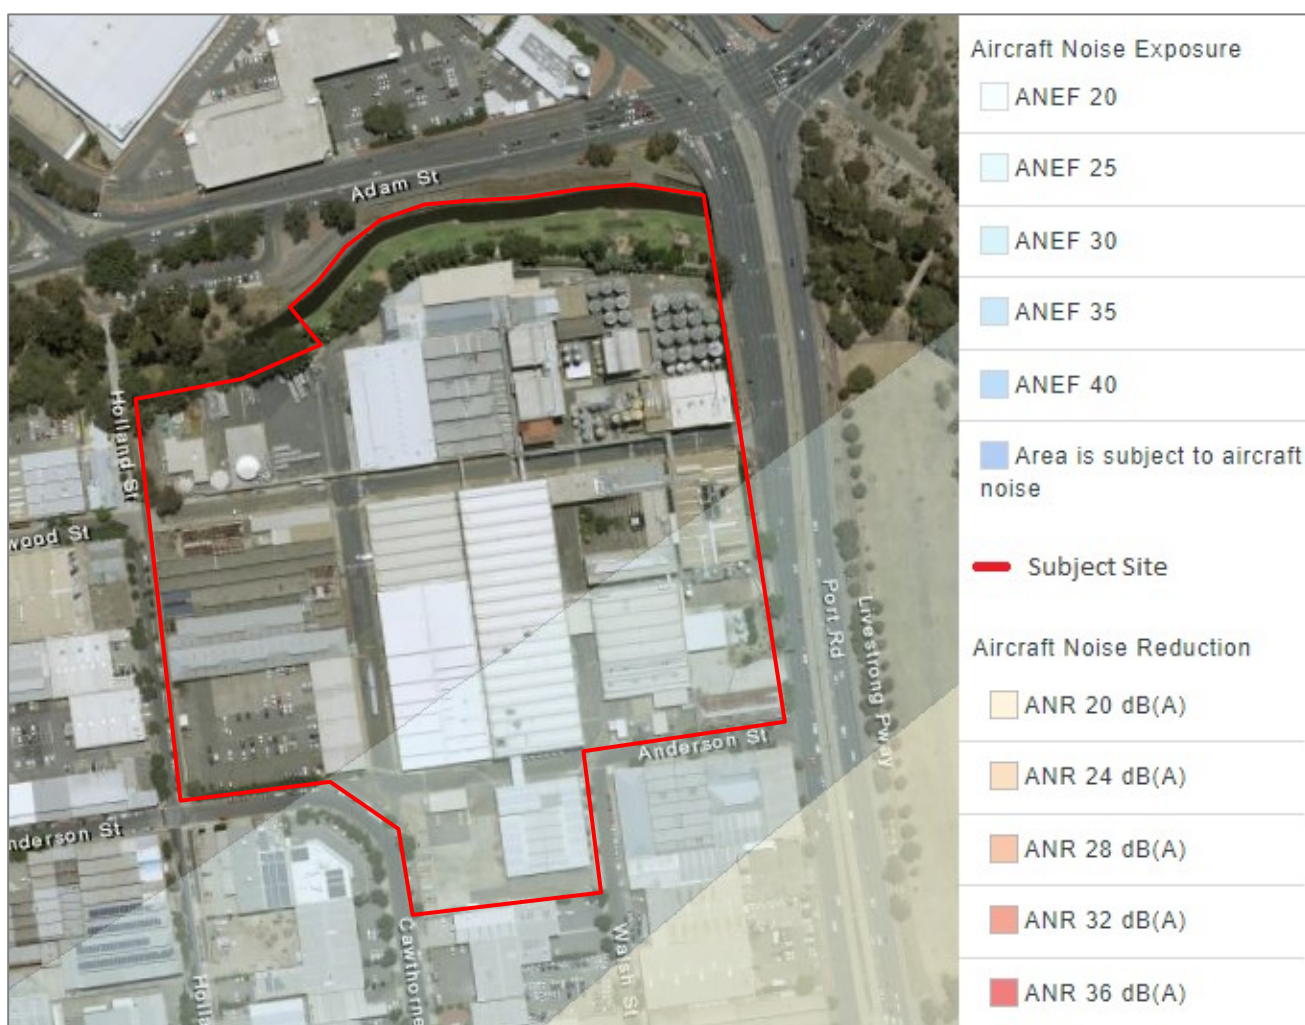 Aircraft Noise Exposure
ANEF 20
ANEF 25
ANEF 30
ANEF 35
ANEF 40
Area is subject to aircraft
noise
Subject Site
Aircraft Noise Reduction
ANR 20 dB(A)
ANR 24 dB(A)
ANR 28 dB(A)
ANR 32 dB(A)
ANR 36 dB(A)
Adam St
Holland St
wood St
Port Rd
Livestrong Pway
Anderson St
nderson St
Cawthorne
Walsh St
Holla